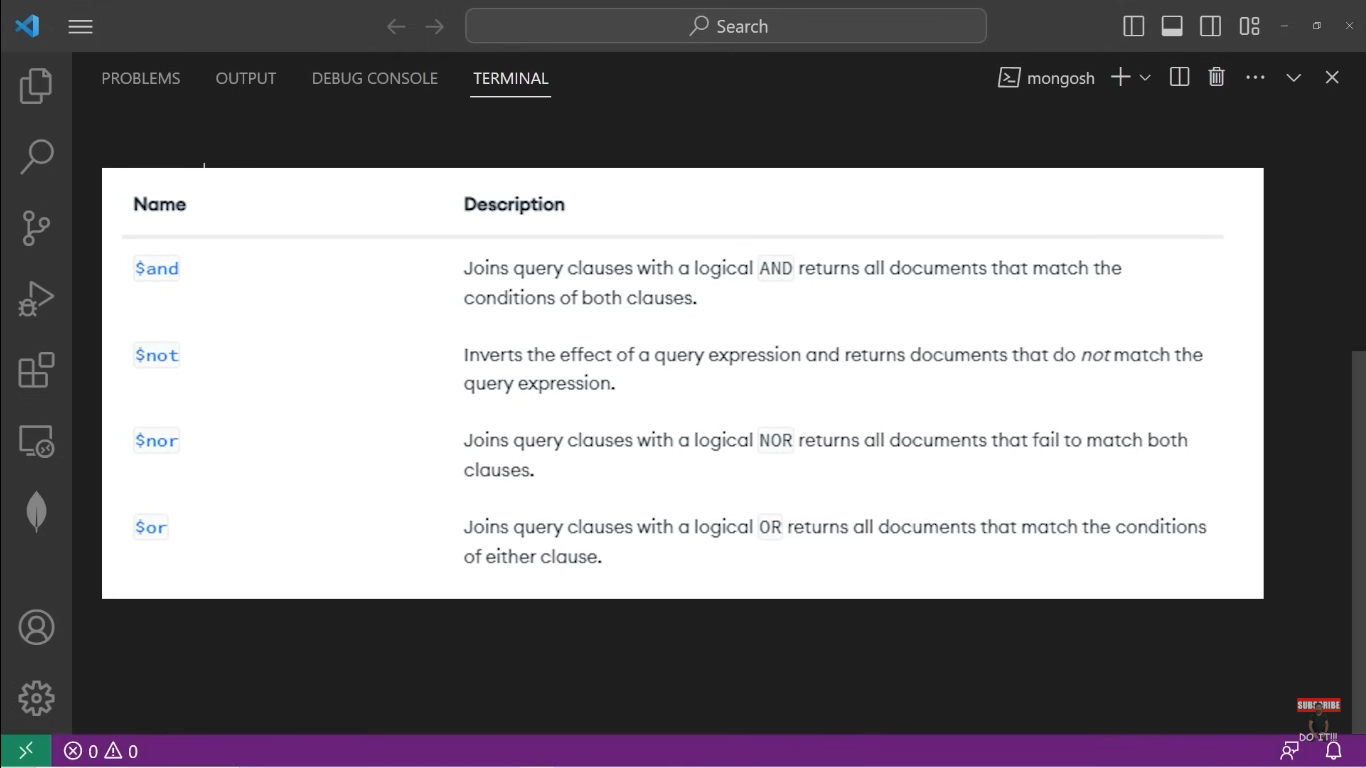 Search
PROBLEMS OUTPUT DEBUG CONSOLE TERMINAL mongosh
Name Description
$and Joins query clauses with a logical AND returns all documents that match the
conditions of both clauses.
$not Inverts the effect of a query expression and returns documents that do not match the
query expression.
$nor Joins query clauses with a logical NOR returns all documents that fail to match both
clauses.
$or Joins query clauses with a logical OR returns all documents that match the conditions
of either clause.
SUBSCRIBE
DO IT!!!
0 0